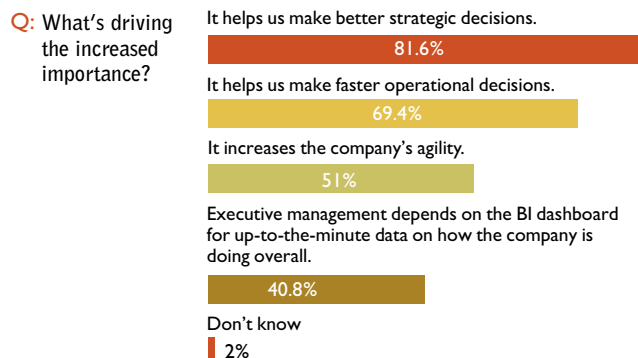 Q: What's driving
the increased
importance?
It helps us make better strategic decisions.
81.6%
It helps us make faster operational decisions.
69.4%
It increases the company's agility.
51%
Executive management depends on the BI dashboard
for up-to-the-minute data on how the company is
doing overall.
40.8%
Don't know
2%